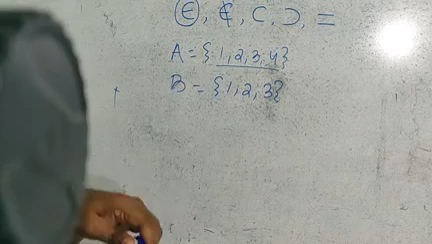 ∈, ∉, ⊂, ⊃, =
A = {1,2,3,4}
B = {1,2,3}